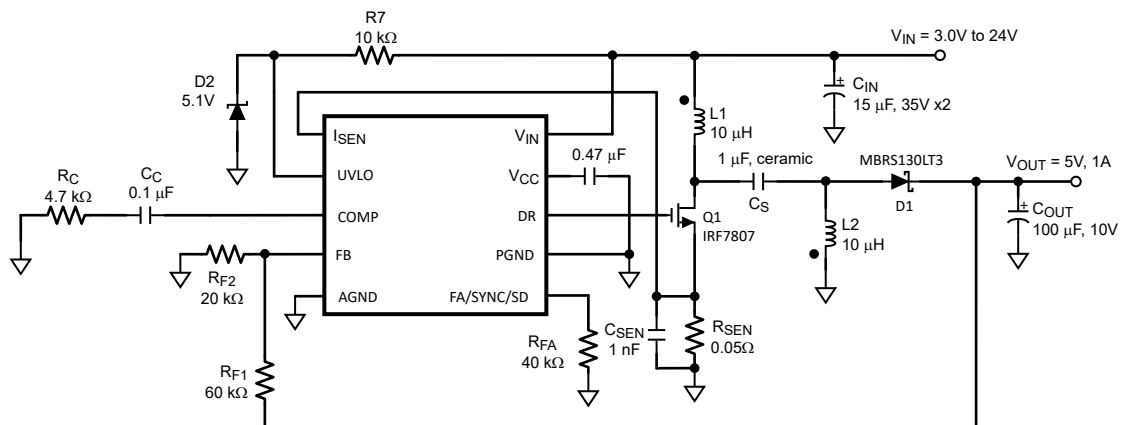 R7
10 kΩ
VIN = 3.0V to 24V
D2
5.1V
CIN
15 µF, 35V x2
L1
10 µH
ISEN
VIN
0.47 µF
1 µF, ceramic
MBRS130LT3
VOUT = 5V, 1A
RC
4.7 kΩ
CC
0.1 µF
UVLO
VCC
CS
D1
COMP
DR
Q1
IRF7807
L2
10 µH
COUT
100 µF, 10V
FB
PGND
RF2
20 kΩ
AGND
FA/SYNC/SD
CSEN
1 nF
RSEN
0.05Ω
RFA
40 kΩ
RF1
60 kΩ